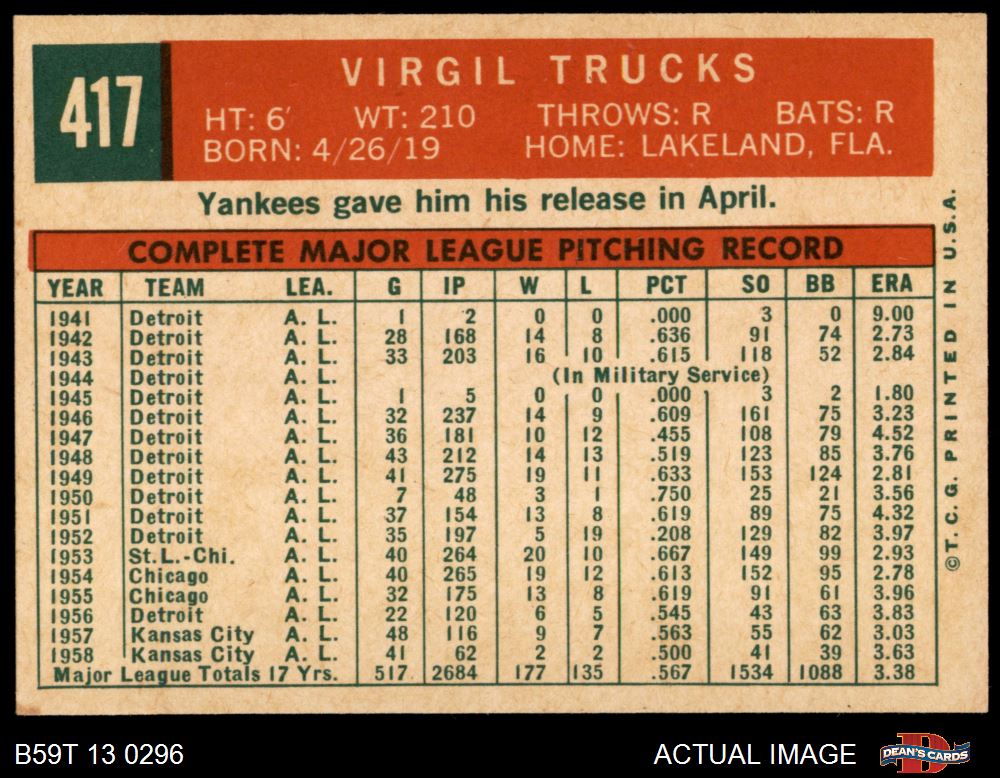 417
VIRGIL TRUCKS
HT: 6' WT: 210 THROWS: R BATS: R
BORN: 4/26/19 HOME: LAKELAND, FLA.
Yankees gave him his release in April.
COMPLETE MAJOR LEAGUE PITCHING RECORD
YEAR TEAM LEA. G IP W L PCT SO BB ERA
1941 Detroit A. L. 1 2 0 0 .000 3 0 9.00
1942 Detroit A. L. 28 168 14 8 .636 91 74 2.73
1943 Detroit A. L. 33 203 16 10 .615 118 52 2.84
1944 Detroit A. L. (In Military Service)
1945 Detroit A. L. 1 5 0 0 .000 3 2 1.80
1946 Detroit A. L. 32 237 14 9 .609 161 75 3.23
1947 Detroit A. L. 36 181 10 12 .455 108 79 4.52
1948 Detroit A. L. 43 212 14 13 .519 123 85 3.76
1949 Detroit A. L. 41 275 19 11 .633 153 124 2.81
1950 Detroit A. L. 7 48 3 1 .750 25 21 3.56
1951 Detroit A. L. 37 154 13 8 .619 89 75 4.32
1952 Detroit A. L. 35 197 5 19 .208 129 82 3.97
1953 St. L.-Chi. A. L. 40 264 20 10 .667 149 99 2.93
1954 Chicago A. L. 40 265 19 12 .613 152 95 2.78
1955 Chicago A. L. 32 175 13 8 .619 91 61 3.96
1956 Detroit A. L. 22 120 6 5 .545 43 63 3.83
1957 Kansas City A. L. 48 116 9 7 .563 55 62 3.03
1958 Kansas City A. L. 41 62 2 2 .500 41 39 3.63
Major League Totals 17 Yrs. 517 2684 177 135 .567 1534 1088 3.38
© T. C. G. PRINTED IN U.S.A.
B59T 13 0296
ACTUAL IMAGE
DEAN'S CARDS